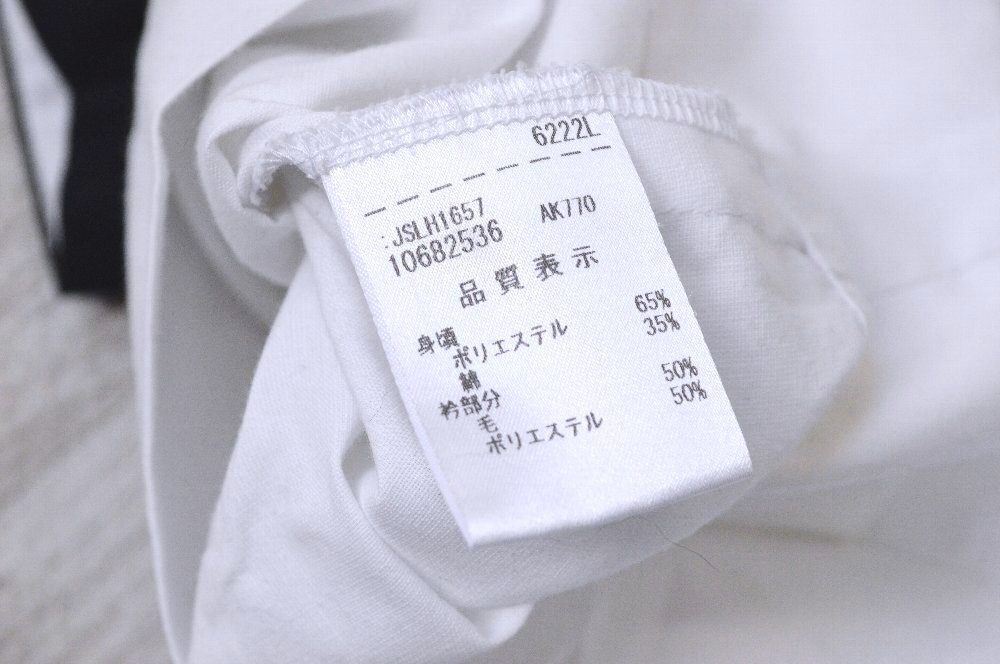 6222L
:JSLH1657
10682536 AK770
品質表示
身頃
ポリエステル 65%
綿 35%
衿部分
毛 50%
ポリエステル 50%